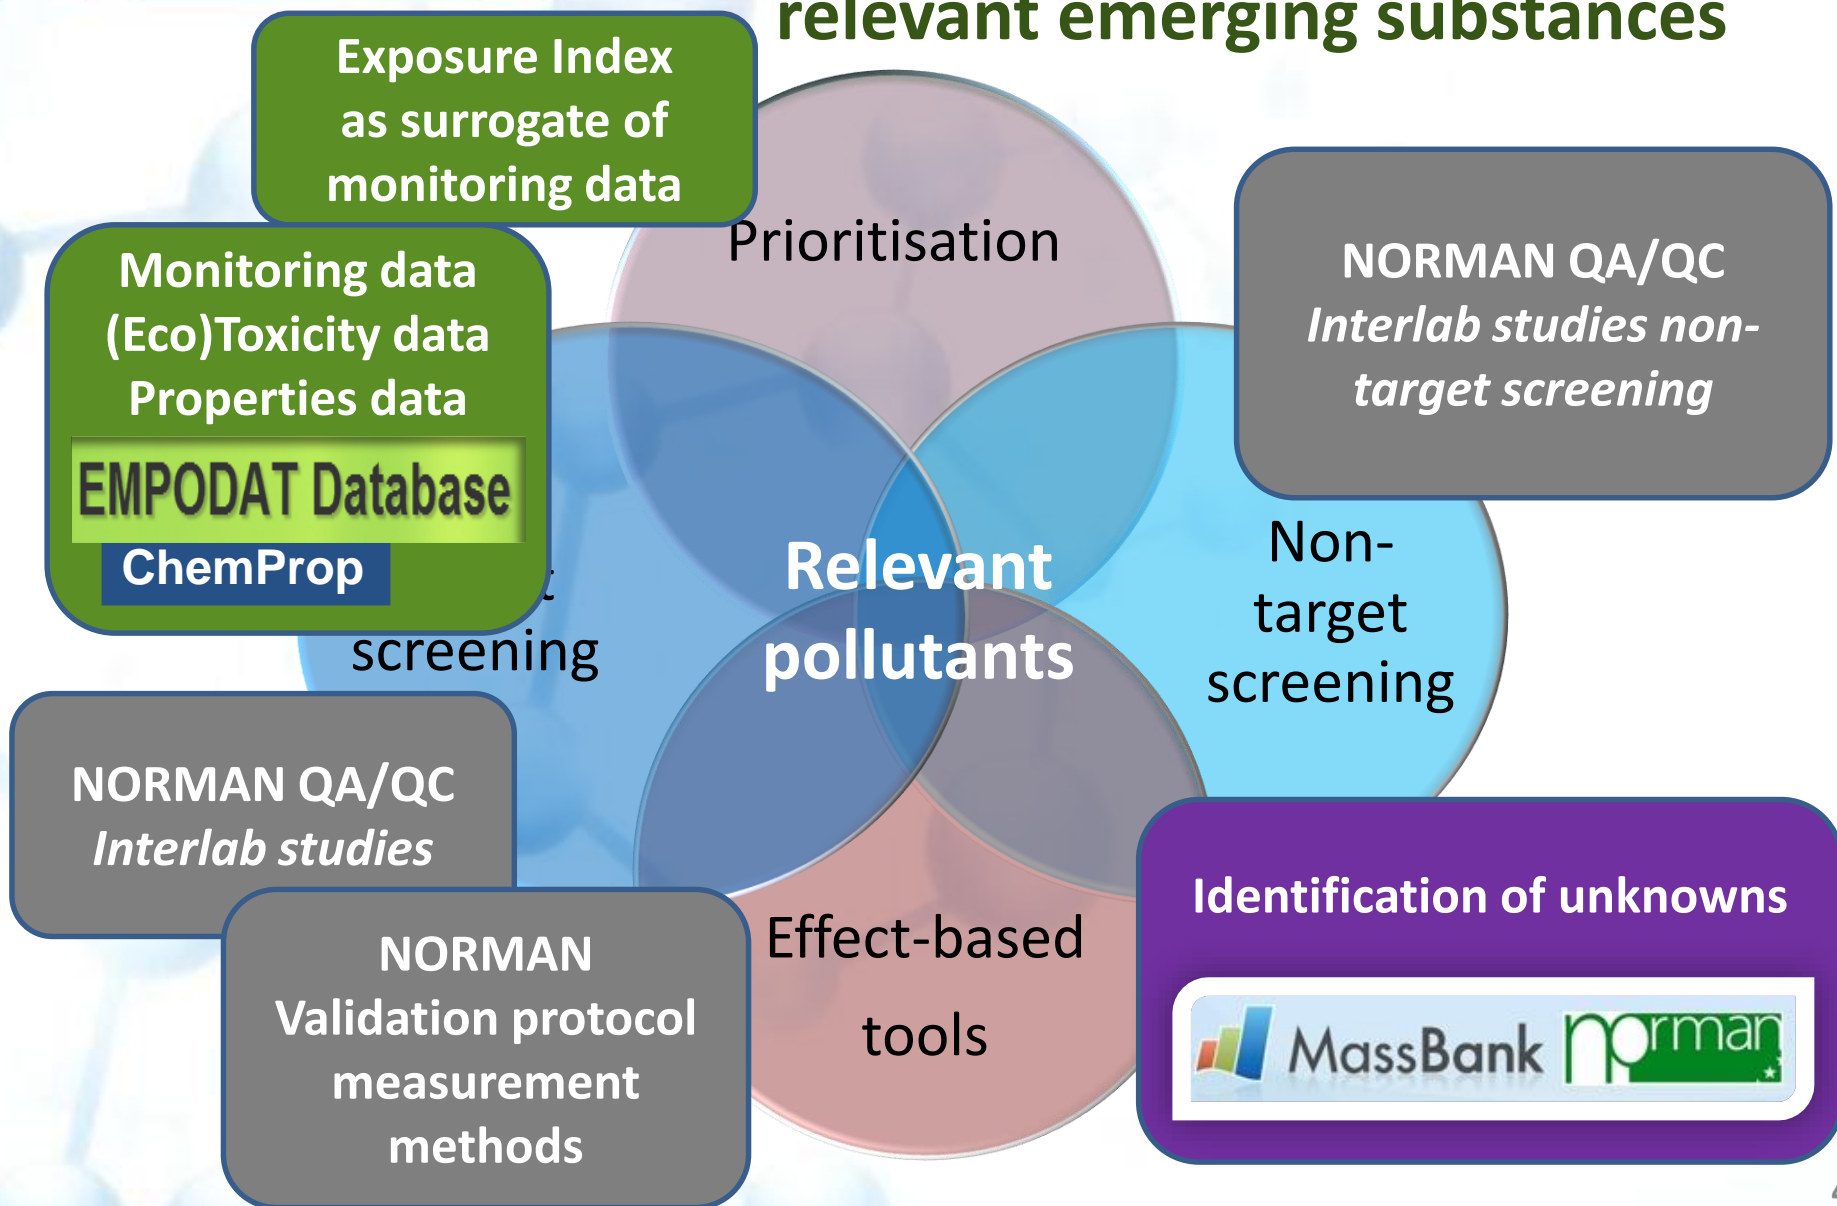 relevant emerging substances
Exposure Index
as surrogate of
monitoring data
Prioritisation
Monitoring data
(Eco)Toxicity data
Properties data
EMPODAT Database
ChemProp
NORMAN QA/QC
Interlab studies non-
target screening
Relevant
pollutants
Non-
target
screening
screening
NORMAN QA/QC
Interlab studies
NORMAN
Validation protocol
measurement
methods
Effect-based
tools
Identification of unknowns
MassBank norman